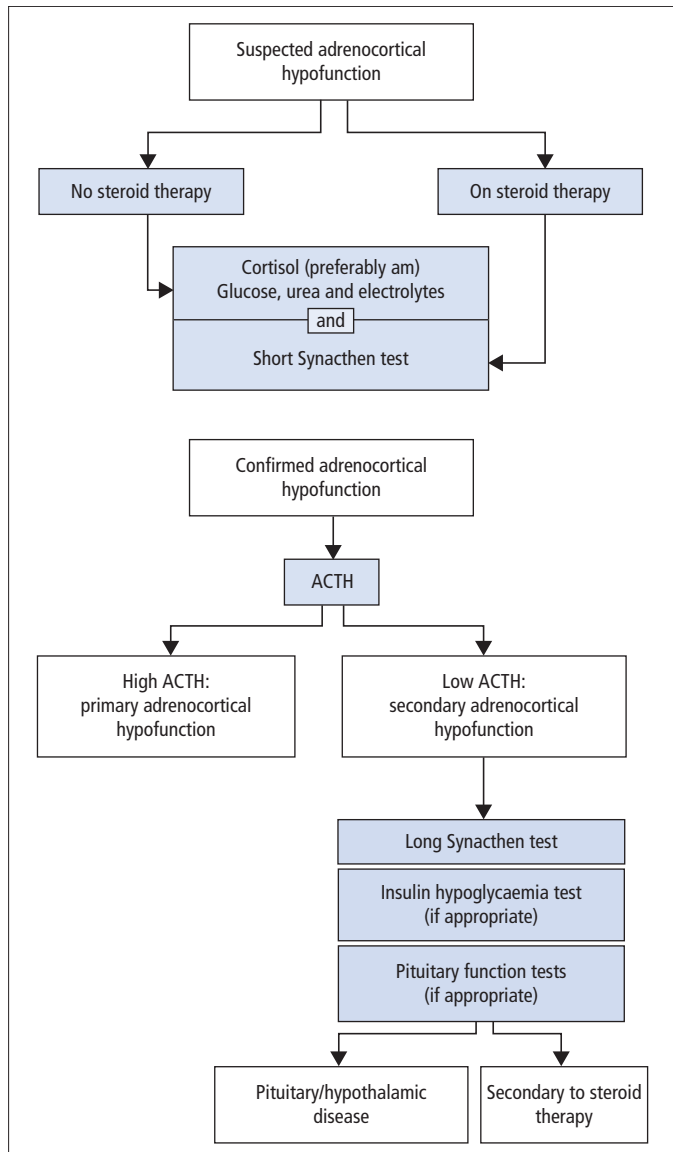 Suspected adrenocortical
hypofunction
No steroid therapy
On steroid therapy
Cortisol (preferably am)
Glucose, urea and electrolytes
and
Short Synacthen test
Confirmed adrenocortical
hypofunction
ACTH
High ACTH:
primary adrenocortical
hypofunction
Low ACTH:
secondary adrenocortical
hypofunction
Long Synacthen test
Insulin hypoglycaemia test
(if appropriate)
Pituitary function tests
(if appropriate)
Pituitary/hypothalamic
disease
Secondary to steroid
therapy